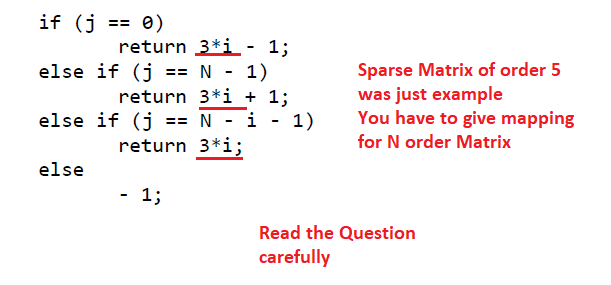 if (j == 0)
return 3*i - 1;
else if (j == N - 1)
return 3*i + 1;
else if (j == N - i - 1)
return 3*i;
else
- 1;
Sparse Matrix of order 5
was just example
You have to give mapping
for N order Matrix
Read the Question
carefully